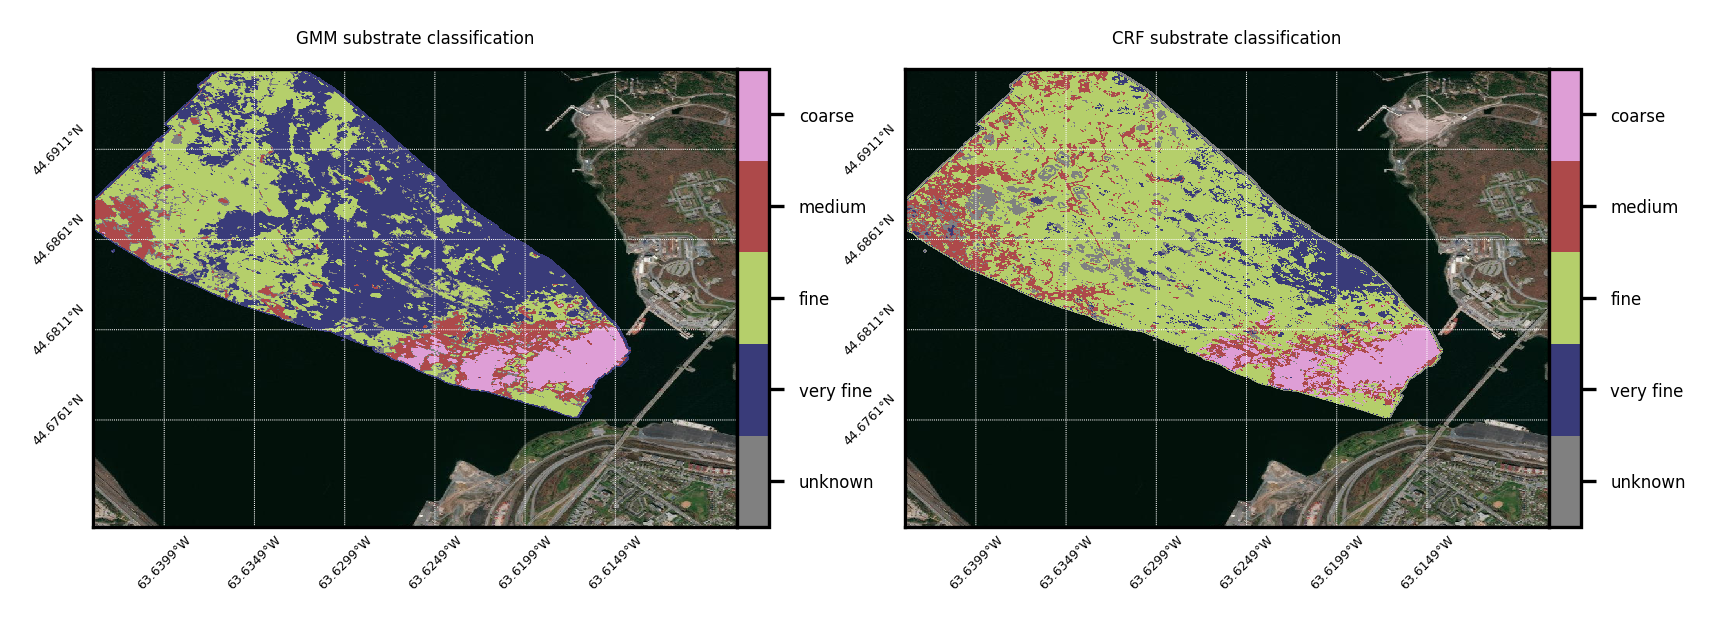 GMM substrate classification
CRF substrate classification
44.6911°N
44.6861°N
44.6811°N
44.6761°N
63.6399°W
63.6349°W
63.6299°W
63.6249°W
63.6199°W
63.6149°W
coarse
medium
fine
very fine
unknown
44.6911°N
44.6861°N
44.6811°N
44.6761°N
63.6399°W
63.6349°W
63.6299°W
63.6249°W
63.6199°W
63.6149°W
coarse
medium
fine
very fine
unknown